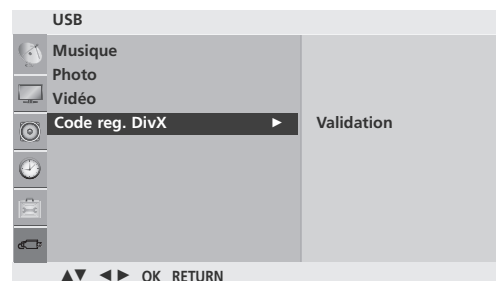 USB
Musique
Photo
Vidéo
Code reg. DivX ► Validation
▲▼ ◄► OK RETURN